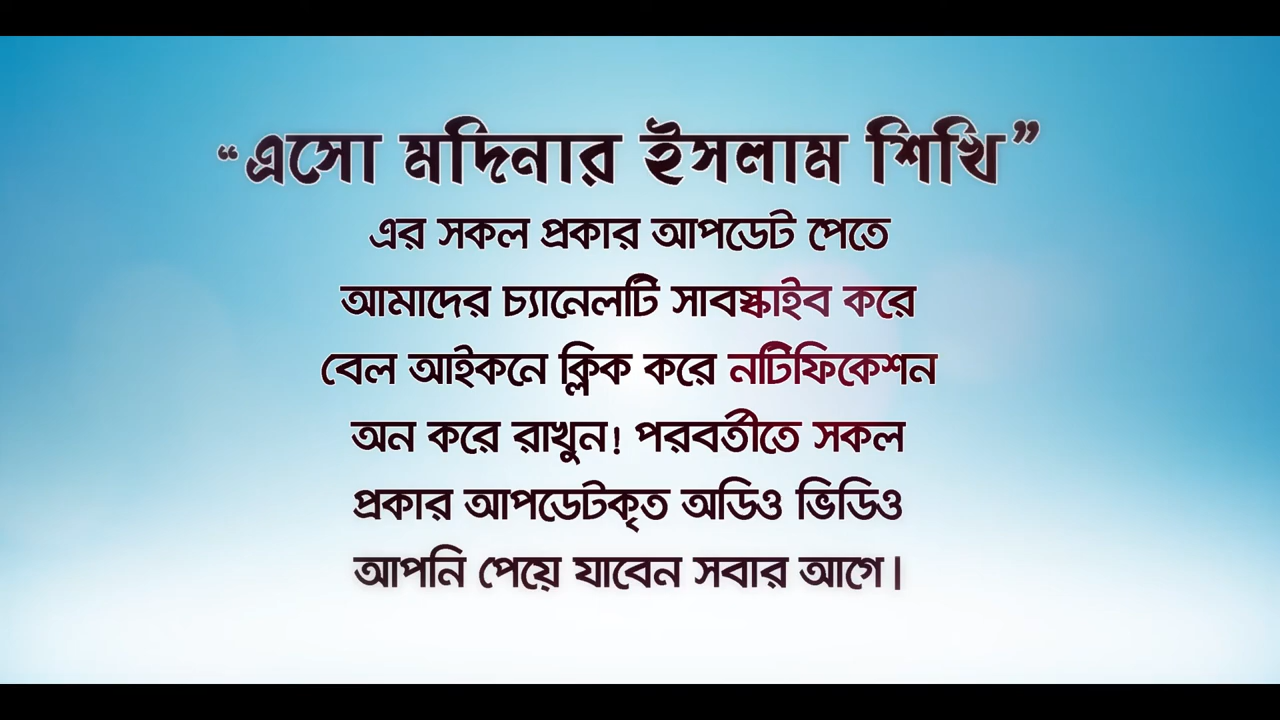 “এসো মদিনার ইসলাম শিখি”
এর সকল প্রকার আপডেট পেতে
আমাদের চ্যানেলটি সাবস্কাইব করে
বেল আইকনে ক্লিক করে নটিফিকেশন
অন করে রাখুন! পরবর্তীতে সকল
প্রকার আপডেটকৃত অডিও ভিডিও
আপনি পেয়ে যাবেন সবার আগে।